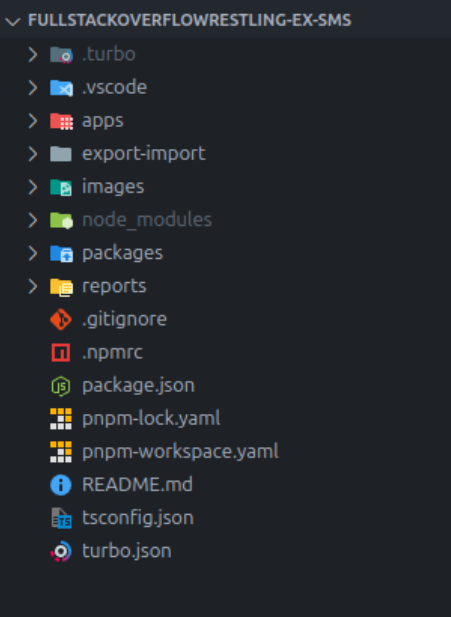 FULLSTACKOVERFLOWRESTLING-EX-SMS
.turbo
.vscode
apps
export-import
images
node_modules
packages
reports
.gitignore
.npmrc
package.json
pnpm-lock.yaml
pnpm-workspace.yaml
README.md
tsconfig.json
turbo.json